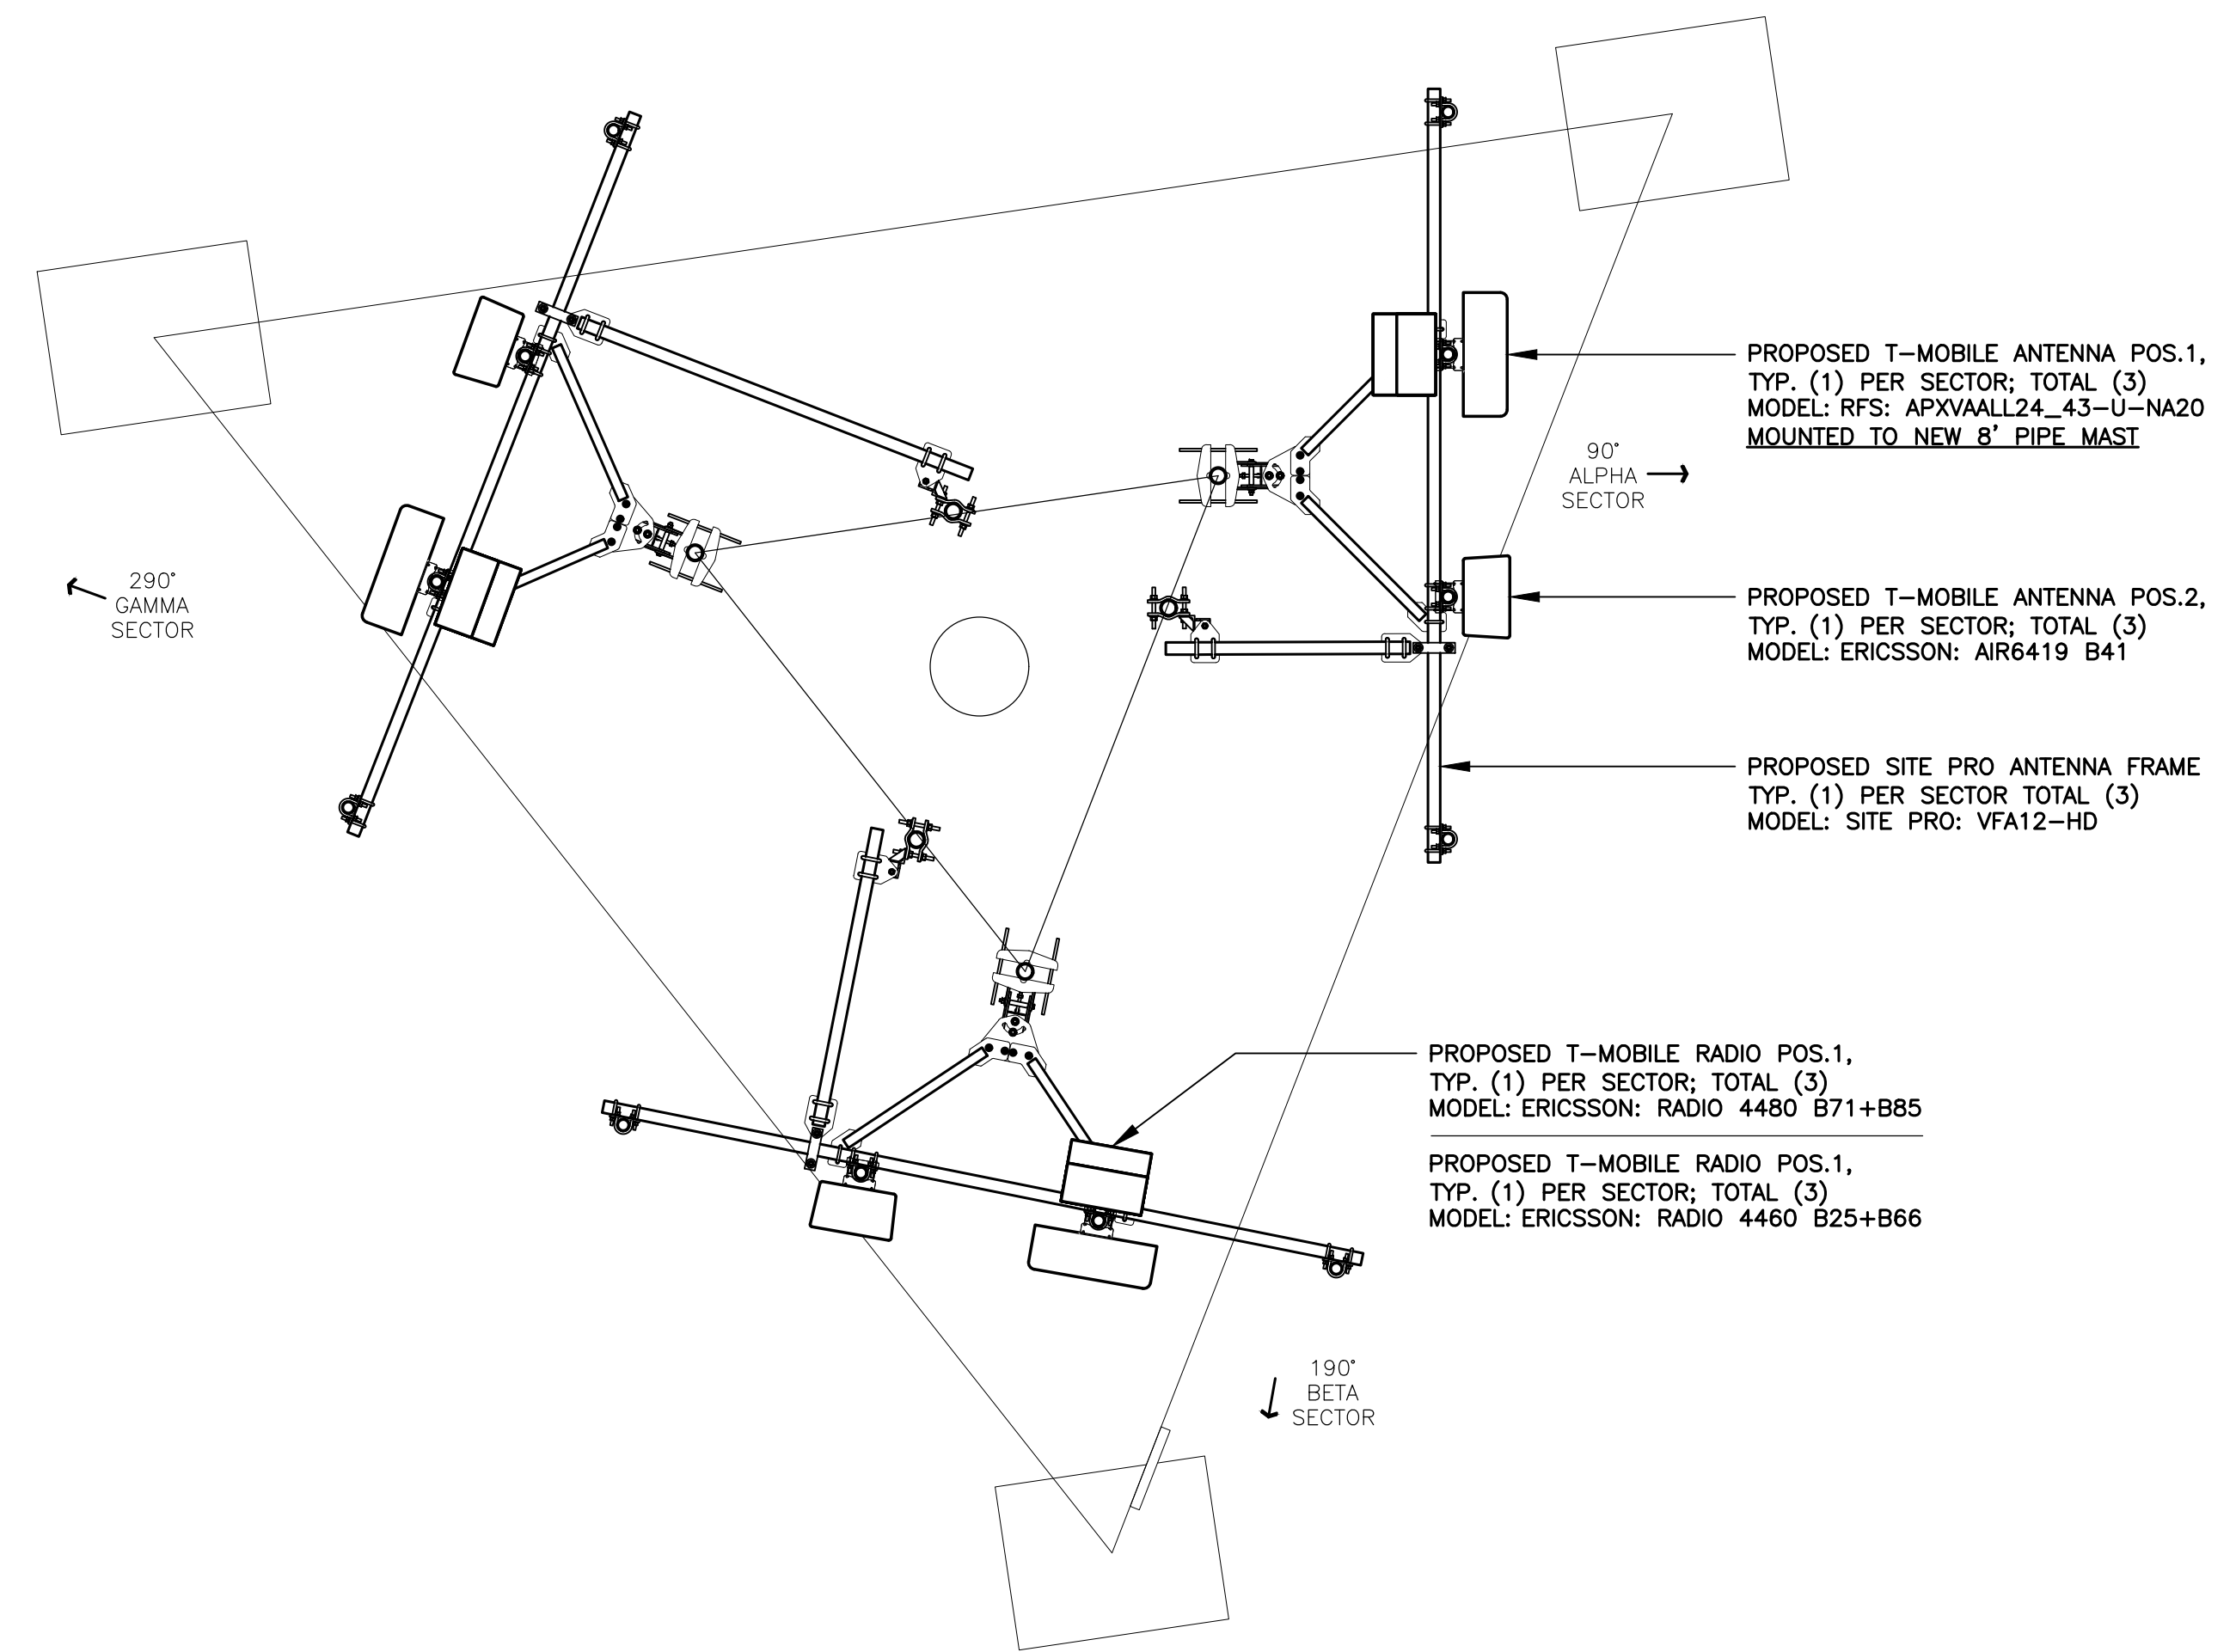 PROPOSED T-MOBILE ANTENNA POS.1,
TYP. (1) PER SECTOR; TOTAL (3)
MODEL: RFS: APXVAALL24_43-U-NA20
MOUNTED TO NEW 8' PIPE MAST
90°
ALPHA
SECTOR
290°
GAMMA
SECTOR
PROPOSED T-MOBILE ANTENNA POS.2,
TYP. (1) PER SECTOR; TOTAL (3)
MODEL: ERICSSON: AIR6419 B41
PROPOSED SITE PRO ANTENNA FRAME
TYP. (1) PER SECTOR TOTAL (3)
MODEL: SITE PRO: VFA12-HD
PROPOSED T-MOBILE RADIO POS.1,
TYP. (1) PER SECTOR; TOTAL (3)
MODEL: ERICSSON: RADIO 4480 B71+B85
PROPOSED T-MOBILE RADIO POS.1,
TYP. (1) PER SECTOR; TOTAL (3)
MODEL: ERICSSON: RADIO 4460 B25+B66
190°
BETA
SECTOR